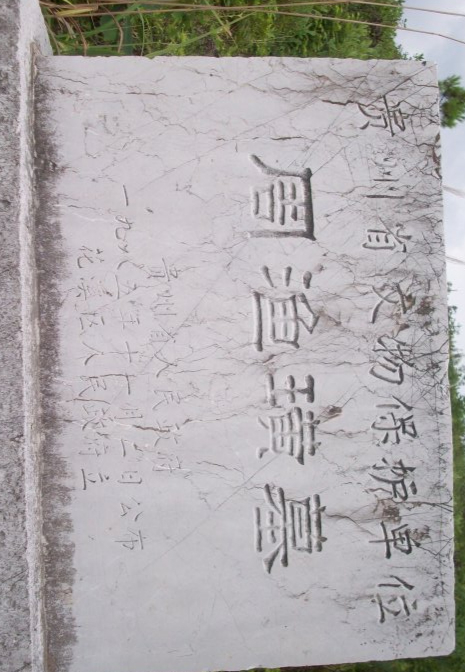 贵州省文物保护单位
周渔璜墓
贵州省人民政府
一九八五年十一月二日公布
花溪区人民政府立